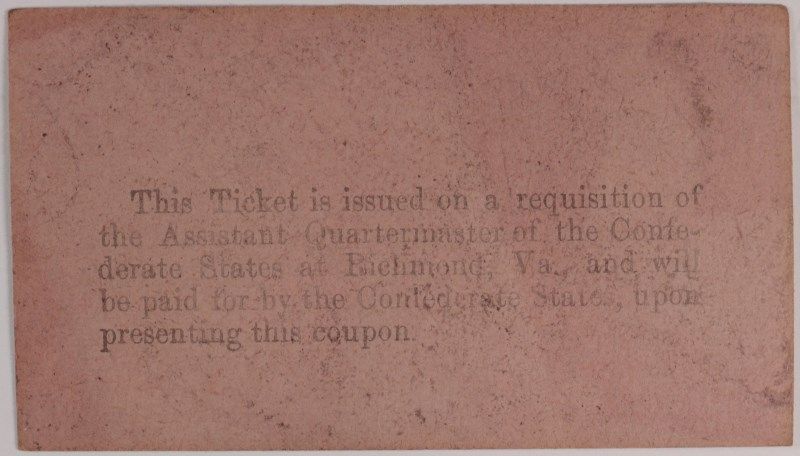 This Ticket is issued on a requisition of
the Assistant Quartermaster of the Confe-
derate States at Richmond, Va., and will
be paid for by the Confederate States, upon
presenting this coupon.